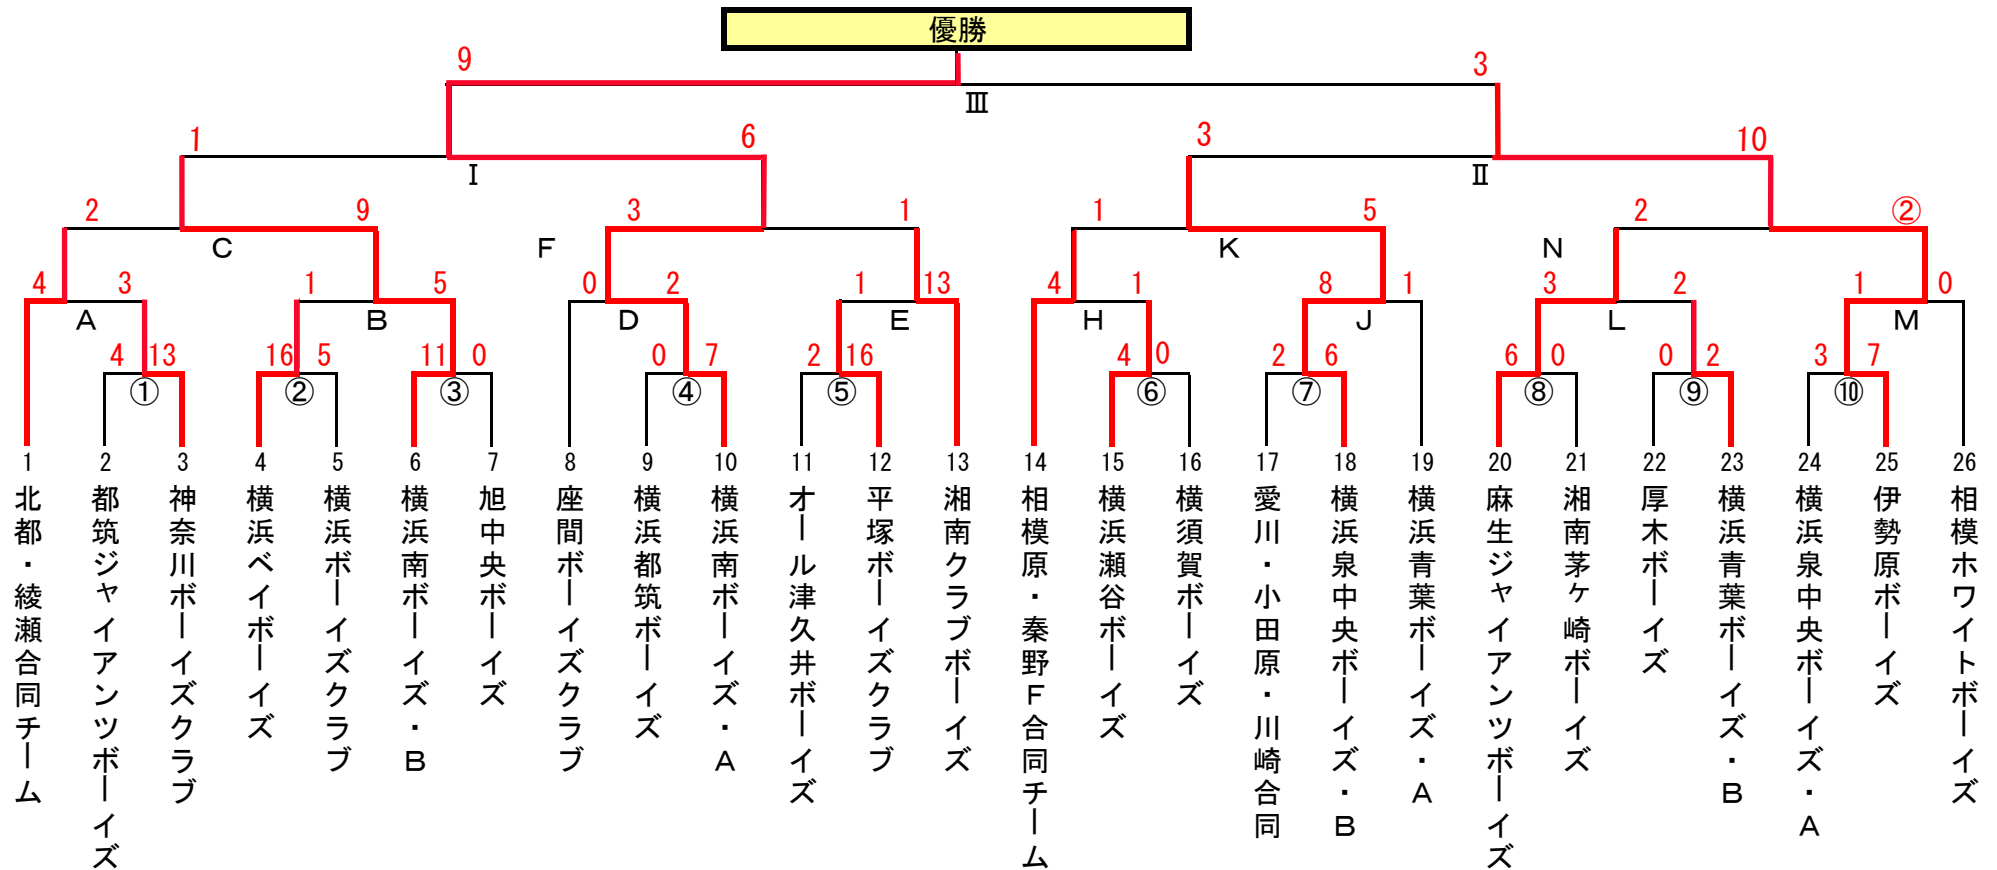 優勝
9
3
Ⅲ
1
6
3
10
Ⅰ
Ⅱ
2
9
3
1
1
5
2
②
C
F
K
N
4
3
1
5
0
2
1
13
4
1
8
1
3
2
1
0
A
B
D
E
H
J
L
M
4
13
16
5
11
0
0
7
2
16
4
0
2
6
6
0
0
2
3
7
①
②
③
④
⑤
⑥
⑦
⑧
⑨
⑩
1
2
3
4
5
6
7
8
9
10
11
12
13
14
15
16
17
18
19
20
21
22
23
24
25
26
北都・綾瀬合同チーム
都筑ジャイアンツボーイズ
神奈川ボーイズクラブ
横浜ベイボーイズ
横浜ボーイズクラブ
横浜南ボーイズ・B
旭中央ボーイズ
座間ボーイズクラブ
横浜都筑ボーイズ
横浜南ボーイズ・A
オール津久井ボーイズ
平塚ボーイズクラブ
湘南クラブボーイズ
相模原・秦野F合同チーム
横浜瀬谷ボーイズ
横須賀ボーイズ
愛川・小田原・川崎合同
横浜泉中央ボーイズ・B
横浜青葉ボーイズ・A
麻生ジャイアンツボーイズ
湘南茅ヶ崎ボーイズ
厚木ボーイズ
横浜青葉ボーイズ・B
横浜泉中央ボーイズ・A
伊勢原ボーイズ
相模ホワイトボーイズ